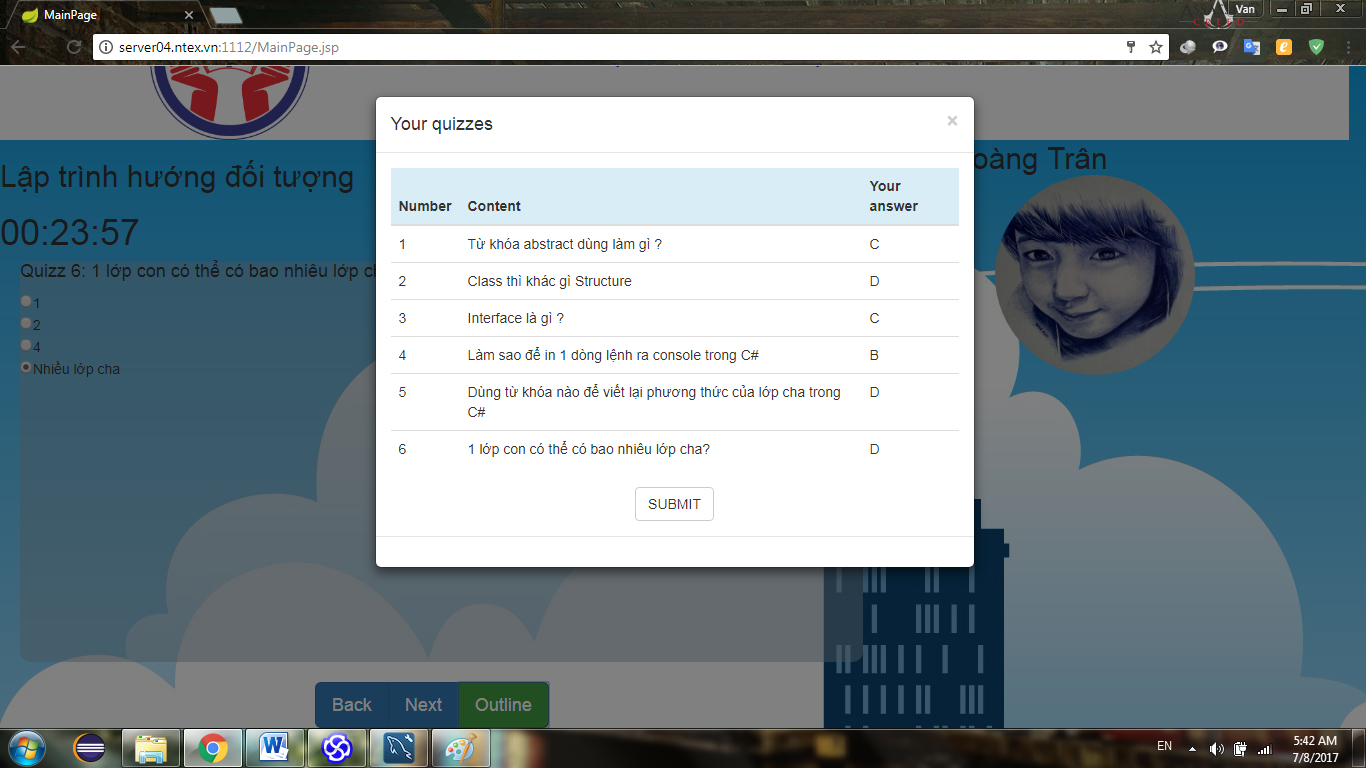 MainPage
Van
server04.ntex.vn:1112/MainPage.jsp
Your quizzes
×
oàng Trân
Lập trình hướng đối tượng
00:23:57
Quizz 6: 1 lớp con có thể có bao nhiêu lớp ch
1
2
4
Nhiều lớp cha
Number Content Your answer
1 Từ khóa abstract dùng làm gì ? C
2 Class thì khác gì Structure D
3 Interface là gì ? C
4 Làm sao để in 1 dòng lệnh ra console trong C# B
5 Dùng từ khóa nào để viết lại phương thức của lớp cha trong D
C#
6 1 lớp con có thể có bao nhiêu lớp cha? D
SUBMIT
Back Next Outline
EN
5:42 AM
7/8/2017